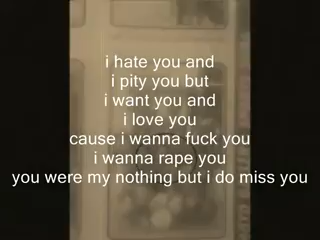 i hate you and
i pity you but
i want you and
i love you
cause i wanna fuck you
i wanna rape you
you were my nothing but i do miss you